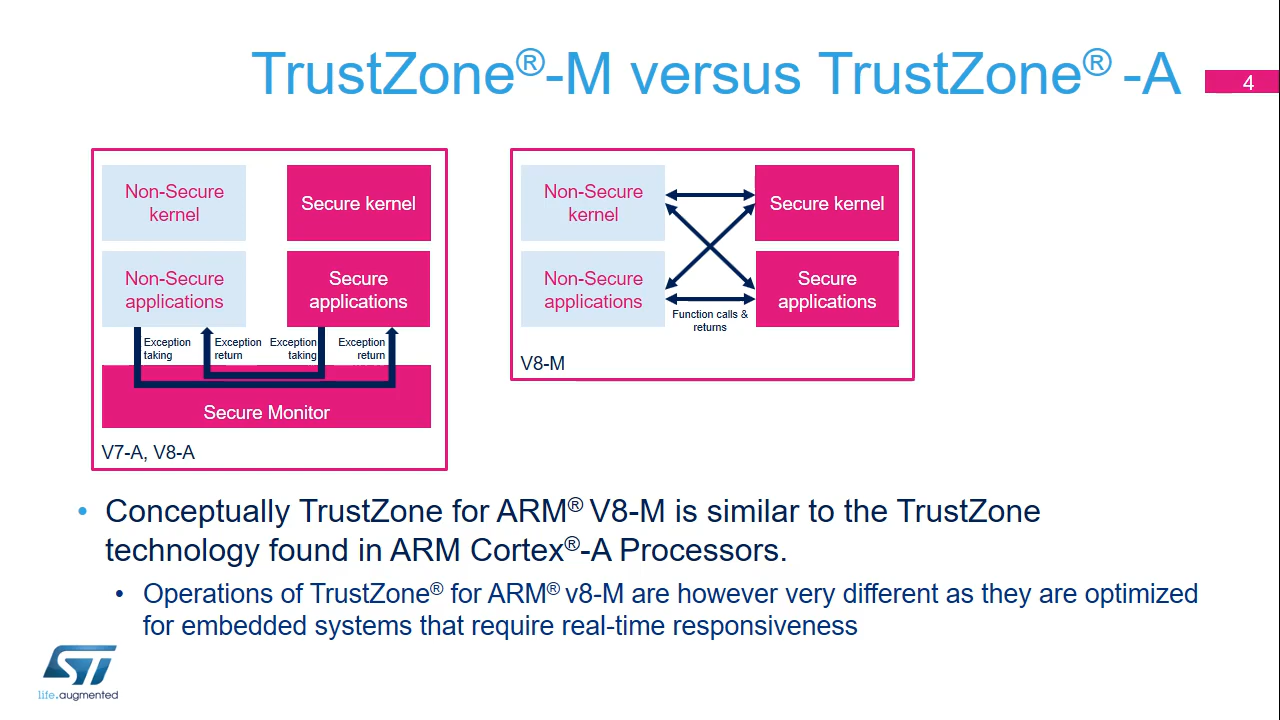 TrustZone®-M versus TrustZone® -A
4
Non-Secure
kernel
Secure kernel
Non-Secure
applications
Secure
applications
Exception
taking
Exception
return
Exception
taking
Exception
return
Secure Monitor
V7-A, V8-A
Non-Secure
kernel
Secure kernel
Non-Secure
applications
Secure
applications
Function calls &
returns
V8-M
• Conceptually TrustZone for ARM® V8-M is similar to the TrustZone
technology found in ARM Cortex®-A Processors.
• Operations of TrustZone® for ARM® v8-M are however very different as they are optimized
for embedded systems that require real-time responsiveness
ST
life.augmented